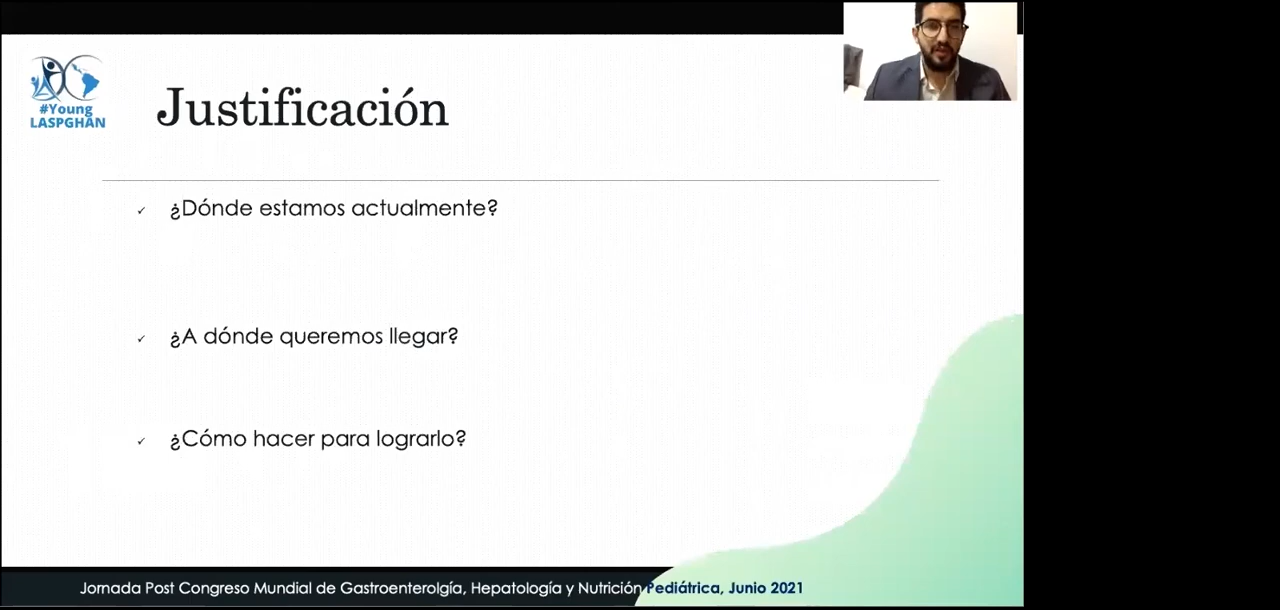 #Young
LASPGHAN
Justificación
¿Dónde estamos actualmente?
¿A dónde queremos llegar?
¿Cómo hacer para lograrlo?
Jornada Post Congreso Mundial de Gastroenterolgía, Hepatología y Nutrición Pediátrica, Junio 2021